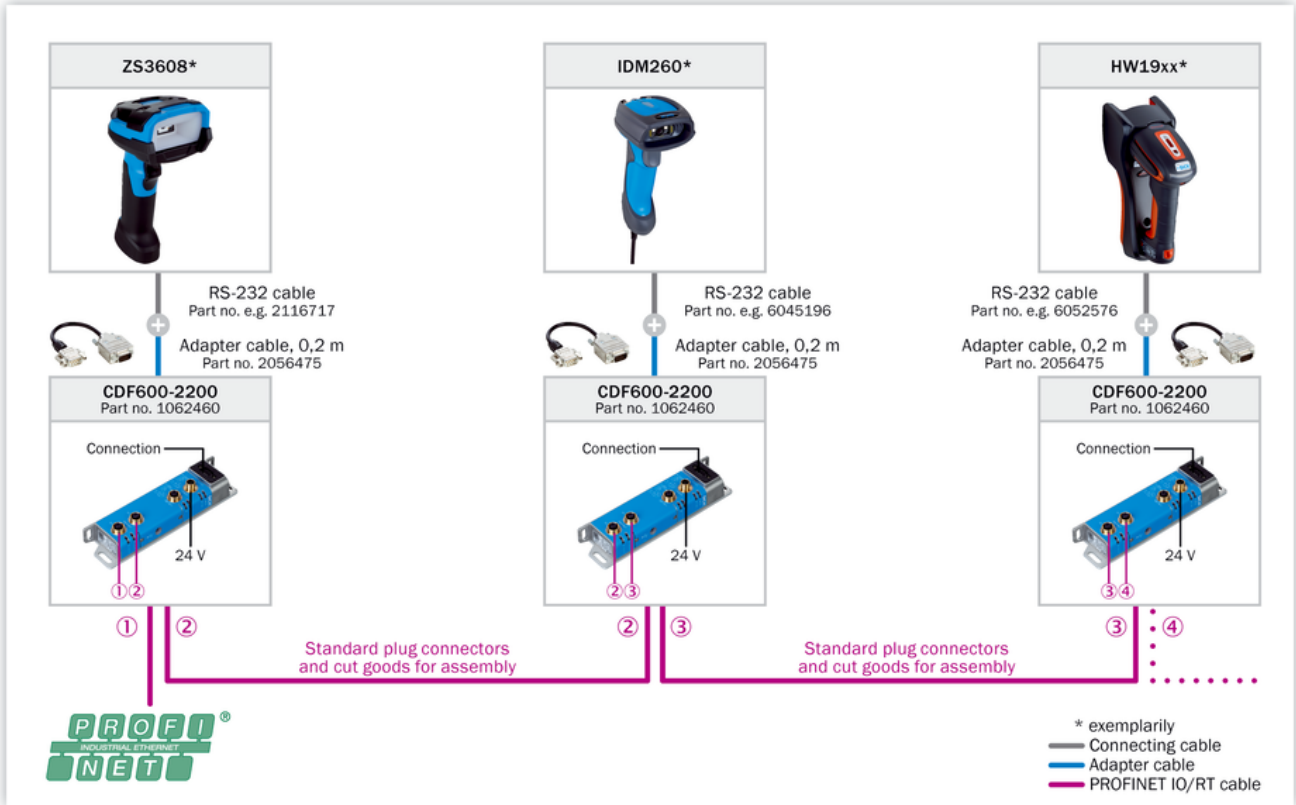 ZS3608*
IDM260*
HW19xx*
RS-232 cable
Part no. e.g. 2116717
Adapter cable, 0,2 m
Part no. 2056475
RS-232 cable
Part no. e.g. 6045196
Adapter cable, 0,2 m
Part no. 2056475
RS-232 cable
Part no. e.g. 6052576
Adapter cable, 0,2 m
Part no. 2056475
CDF600-2200
Part no. 1062460
Connection
24 V
①②
CDF600-2200
Part no. 1062460
Connection
24 V
②③
CDF600-2200
Part no. 1062460
Connection
24 V
③④
① ②
② ③
③ ④
Standard plug connectors
and cut goods for assembly
Standard plug connectors
and cut goods for assembly
PROFI®
INDUSTRIAL ETHERNET
NET
* exemplarily
Connecting cable
Adapter cable
PROFINET IO/RT cable